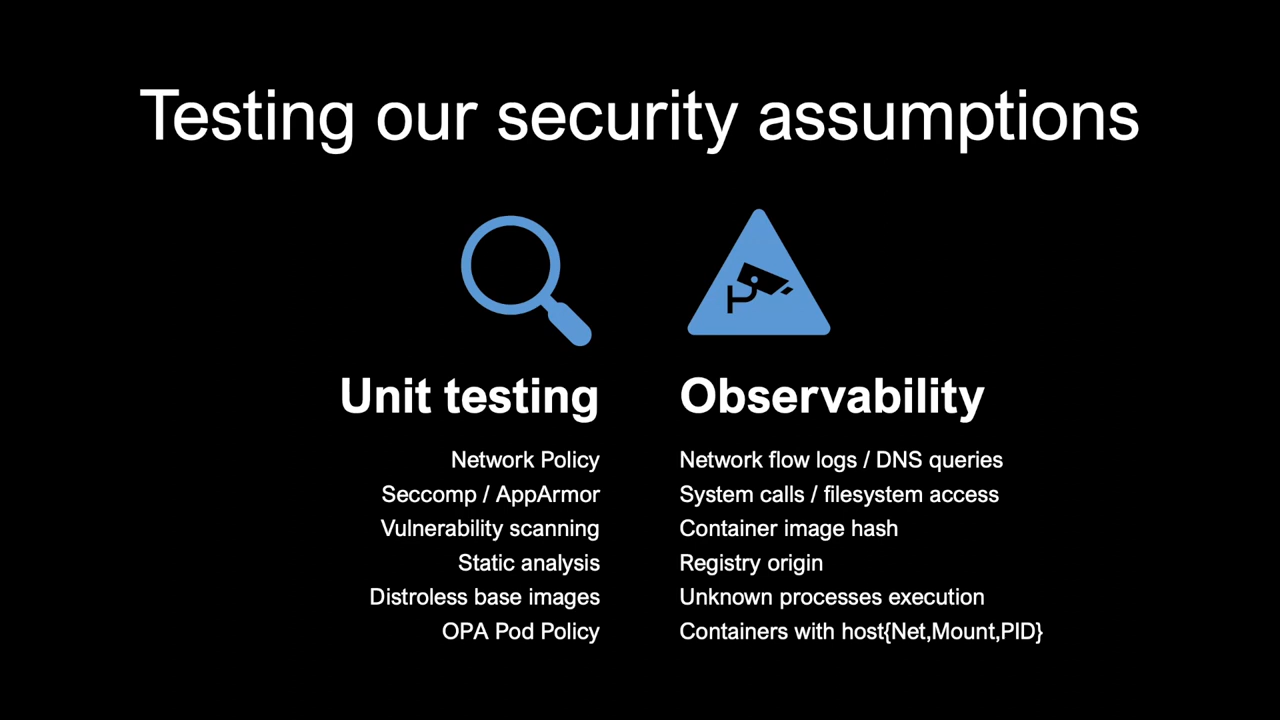 Testing our security assumptions
Unit testing
Network Policy
Seccomp / AppArmor
Vulnerability scanning
Static analysis
Distroless base images
OPA Pod Policy
Observability
Network flow logs / DNS queries
System calls / filesystem access
Container image hash
Registry origin
Unknown processes execution
Containers with host{Net,Mount,PID}